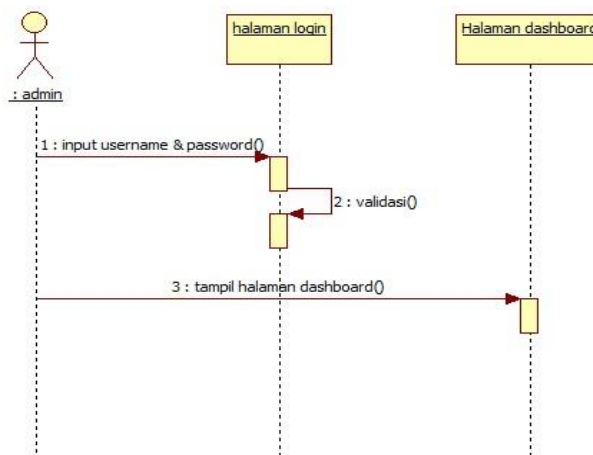 halaman login
Halaman dashboard
: admin
1 : input username & password()
2 : validasi()
3 : tampil halaman dashboard()